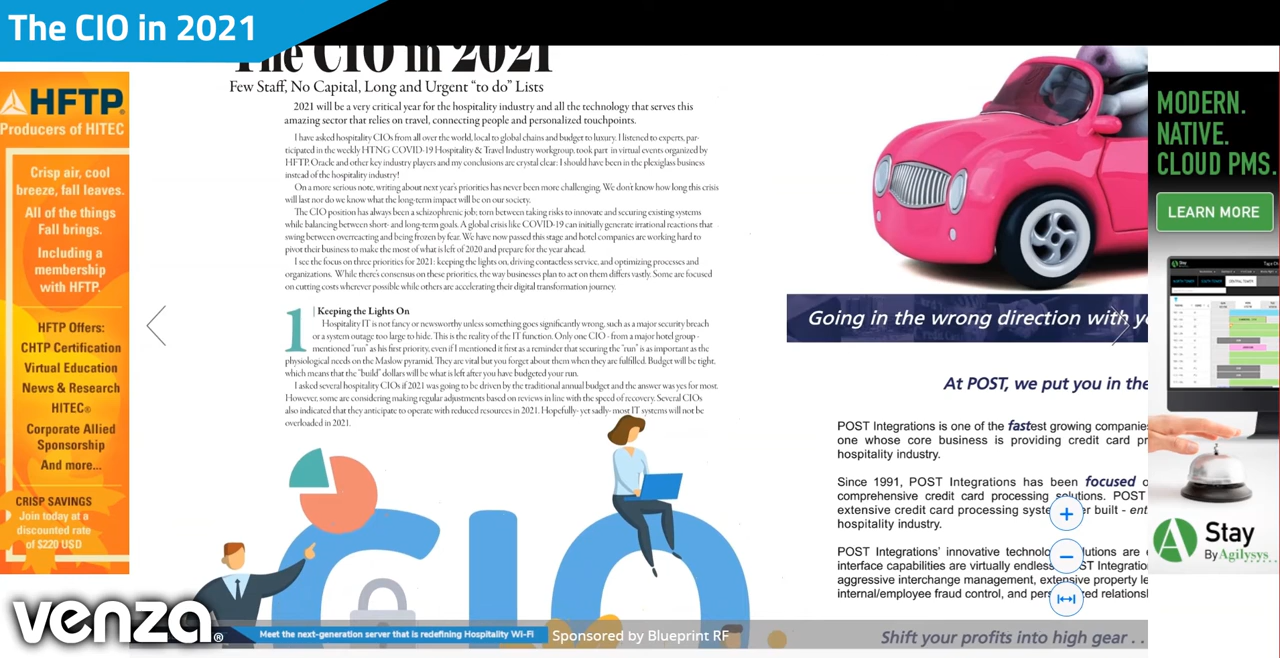 The CIO in 2021
HFTP®
Producers of HITEC
Crisp air, cool
breeze, fall leaves.
All of the things
Fall brings.
Including a
membership
with HFTP.
HFTP Offers:
CHTP Certification
Virtual Education
News & Research
HITEC®
Corporate Allied
Sponsorship
And more...
CRISP SAVINGS
Join today at a
discounted rate
of $220 USD
The CIO in 2021
Few Staff, No Capital, Long and Urgent “to do” Lists
2021 will be a very critical year for the hospitality industry and all the technology that serves this
amazing sector that relies on travel, connecting people and personalized touchpoints.
I have asked hospitality CIOs from all over the world, local to global chains and budget to luxury. I listened to experts, par-
ticipated in the weekly HTNG COVID-19 Hospitality & Travel Industry workgroup, took part in virtual events organized by
HFTP, Oracle and other key industry players and my conclusions are crystal clear: I should have been in the plexiglass business
instead of the hospitality industry!
On a more serious note, writing about next year's priorities has never been more challenging. We don't know how long this crisis
will last nor do we know what the long-term impact will be on our society.
The CIO position has always been a schizophrenic job; torn between taking risks to innovate and securing existing systems
while balancing between short- and long-term goals. A global crisis like COVID-19 can initially generate irrational reactions that
swing between overreacting and being frozen by fear. We have now passed this stage and hotel companies are working hard to
pivot their business to make the most of what is left of 2020 and prepare for the year ahead.
I see the focus on three priorities for 2021: keeping the lights on, driving contactless service, and optimizing processes and
organizations. While there's consensus on these priorities, the way businesses plan to act on them differs vastly. Some are focused
on cutting costs wherever possible while others are accelerating their digital transformation journey.
1 | Keeping the Lights On
Hospitality IT is not fancy or newsworthy unless something goes significantly wrong, such as a major security breach
or a system outage too large to hide. This is the reality of the IT function. Only one CIO - from a major hotel group -
mentioned "run" as his first priority, even if I mentioned it first as a reminder that securing the "run" is as important as the
physiological needs on the Maslow pyramid. They are vital but you forget about them when they are fulfilled. Budget will be tight,
which means that the "build" dollars will be what is left after you have budgeted your run.
I asked several hospitality CIOs if 2021 was going to be driven by the traditional annual budget and the answer was yes for most.
However, some are considering making regular adjustments based on reviews in line with the speed of recovery. Several CIOs
also indicated that they anticipate to operate with reduced resources in 2021. Hopefully- yet sadly- most IT systems will not be
overloaded in 2021.
CIO
Going in the wrong direction with y
At POST, we put you in the
POST Integrations is one of the fastest growing companies
one whose core business is providing credit card pr
hospitality industry.
Since 1991, POST Integrations has been focused o
comprehensive credit card processing solutions. POST
extensive credit card processing syste er built - ent
hospitality industry.
POST Integrations' innovative technolo lutions are
interface capabilities are virtually endless ST Integratio
aggressive interchange management, extensive property le
internal/employee fraud control, and pers ed relations
Shift your profits into high gear . .
MODERN.
NATIVE.
CLOUD PMS.
LEARN MORE
Stay
By Agilysys
venza®
Meet the next-generation server that is redefining Hospitality Wi-Fi
Sponsored by Blueprint RF